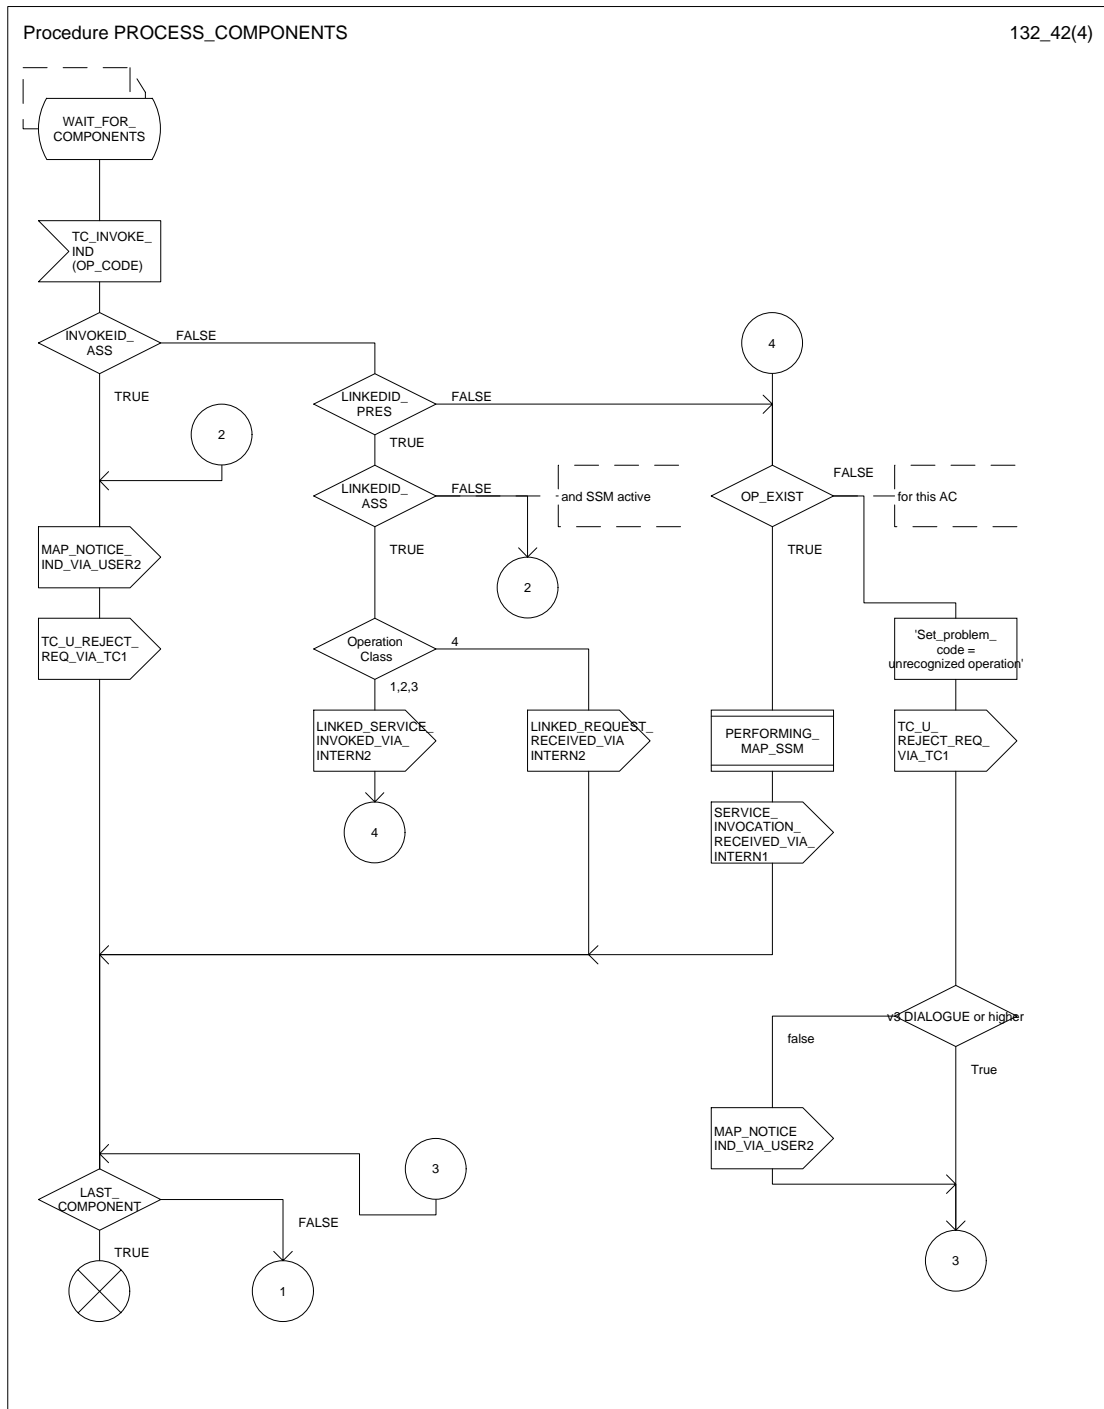 Procedure PROCESS_COMPONENTS
132_42(4)
WAIT_FOR_
COMPONENTS
TC_INVOKE_
IND
(OP_CODE)
INVOKEID_
ASS
FALSE
TRUE
4
LINKEDID_
PRES
FALSE
TRUE
2
LINKEDID_
ASS
FALSE
TRUE
and SSM active
OP_EXIST
FALSE
TRUE
for this AC
MAP_NOTICE_
IND_VIA_USER2
2
TC_U_REJECT_
REQ_VIA_TC1
Operation
Class
4
1,2,3
'Set_problem_
code =
unrecognized operation'
LINKED_SERVICE_
INVOKED_VIA_
INTERN2
LINKED_REQUEST_
RECEIVED_VIA
INTERN2
PERFORMING_
MAP_SSM
TC_U_
REJECT_REQ_
VIA_TC1
4
SERVICE_
INVOCATION_
RECEIVED_VIA_
INTERN1
v3 DIALOGUE or higher
false
True
MAP_NOTICE
IND_VIA_USER2
3
LAST_
COMPONENT
FALSE
TRUE
1
3